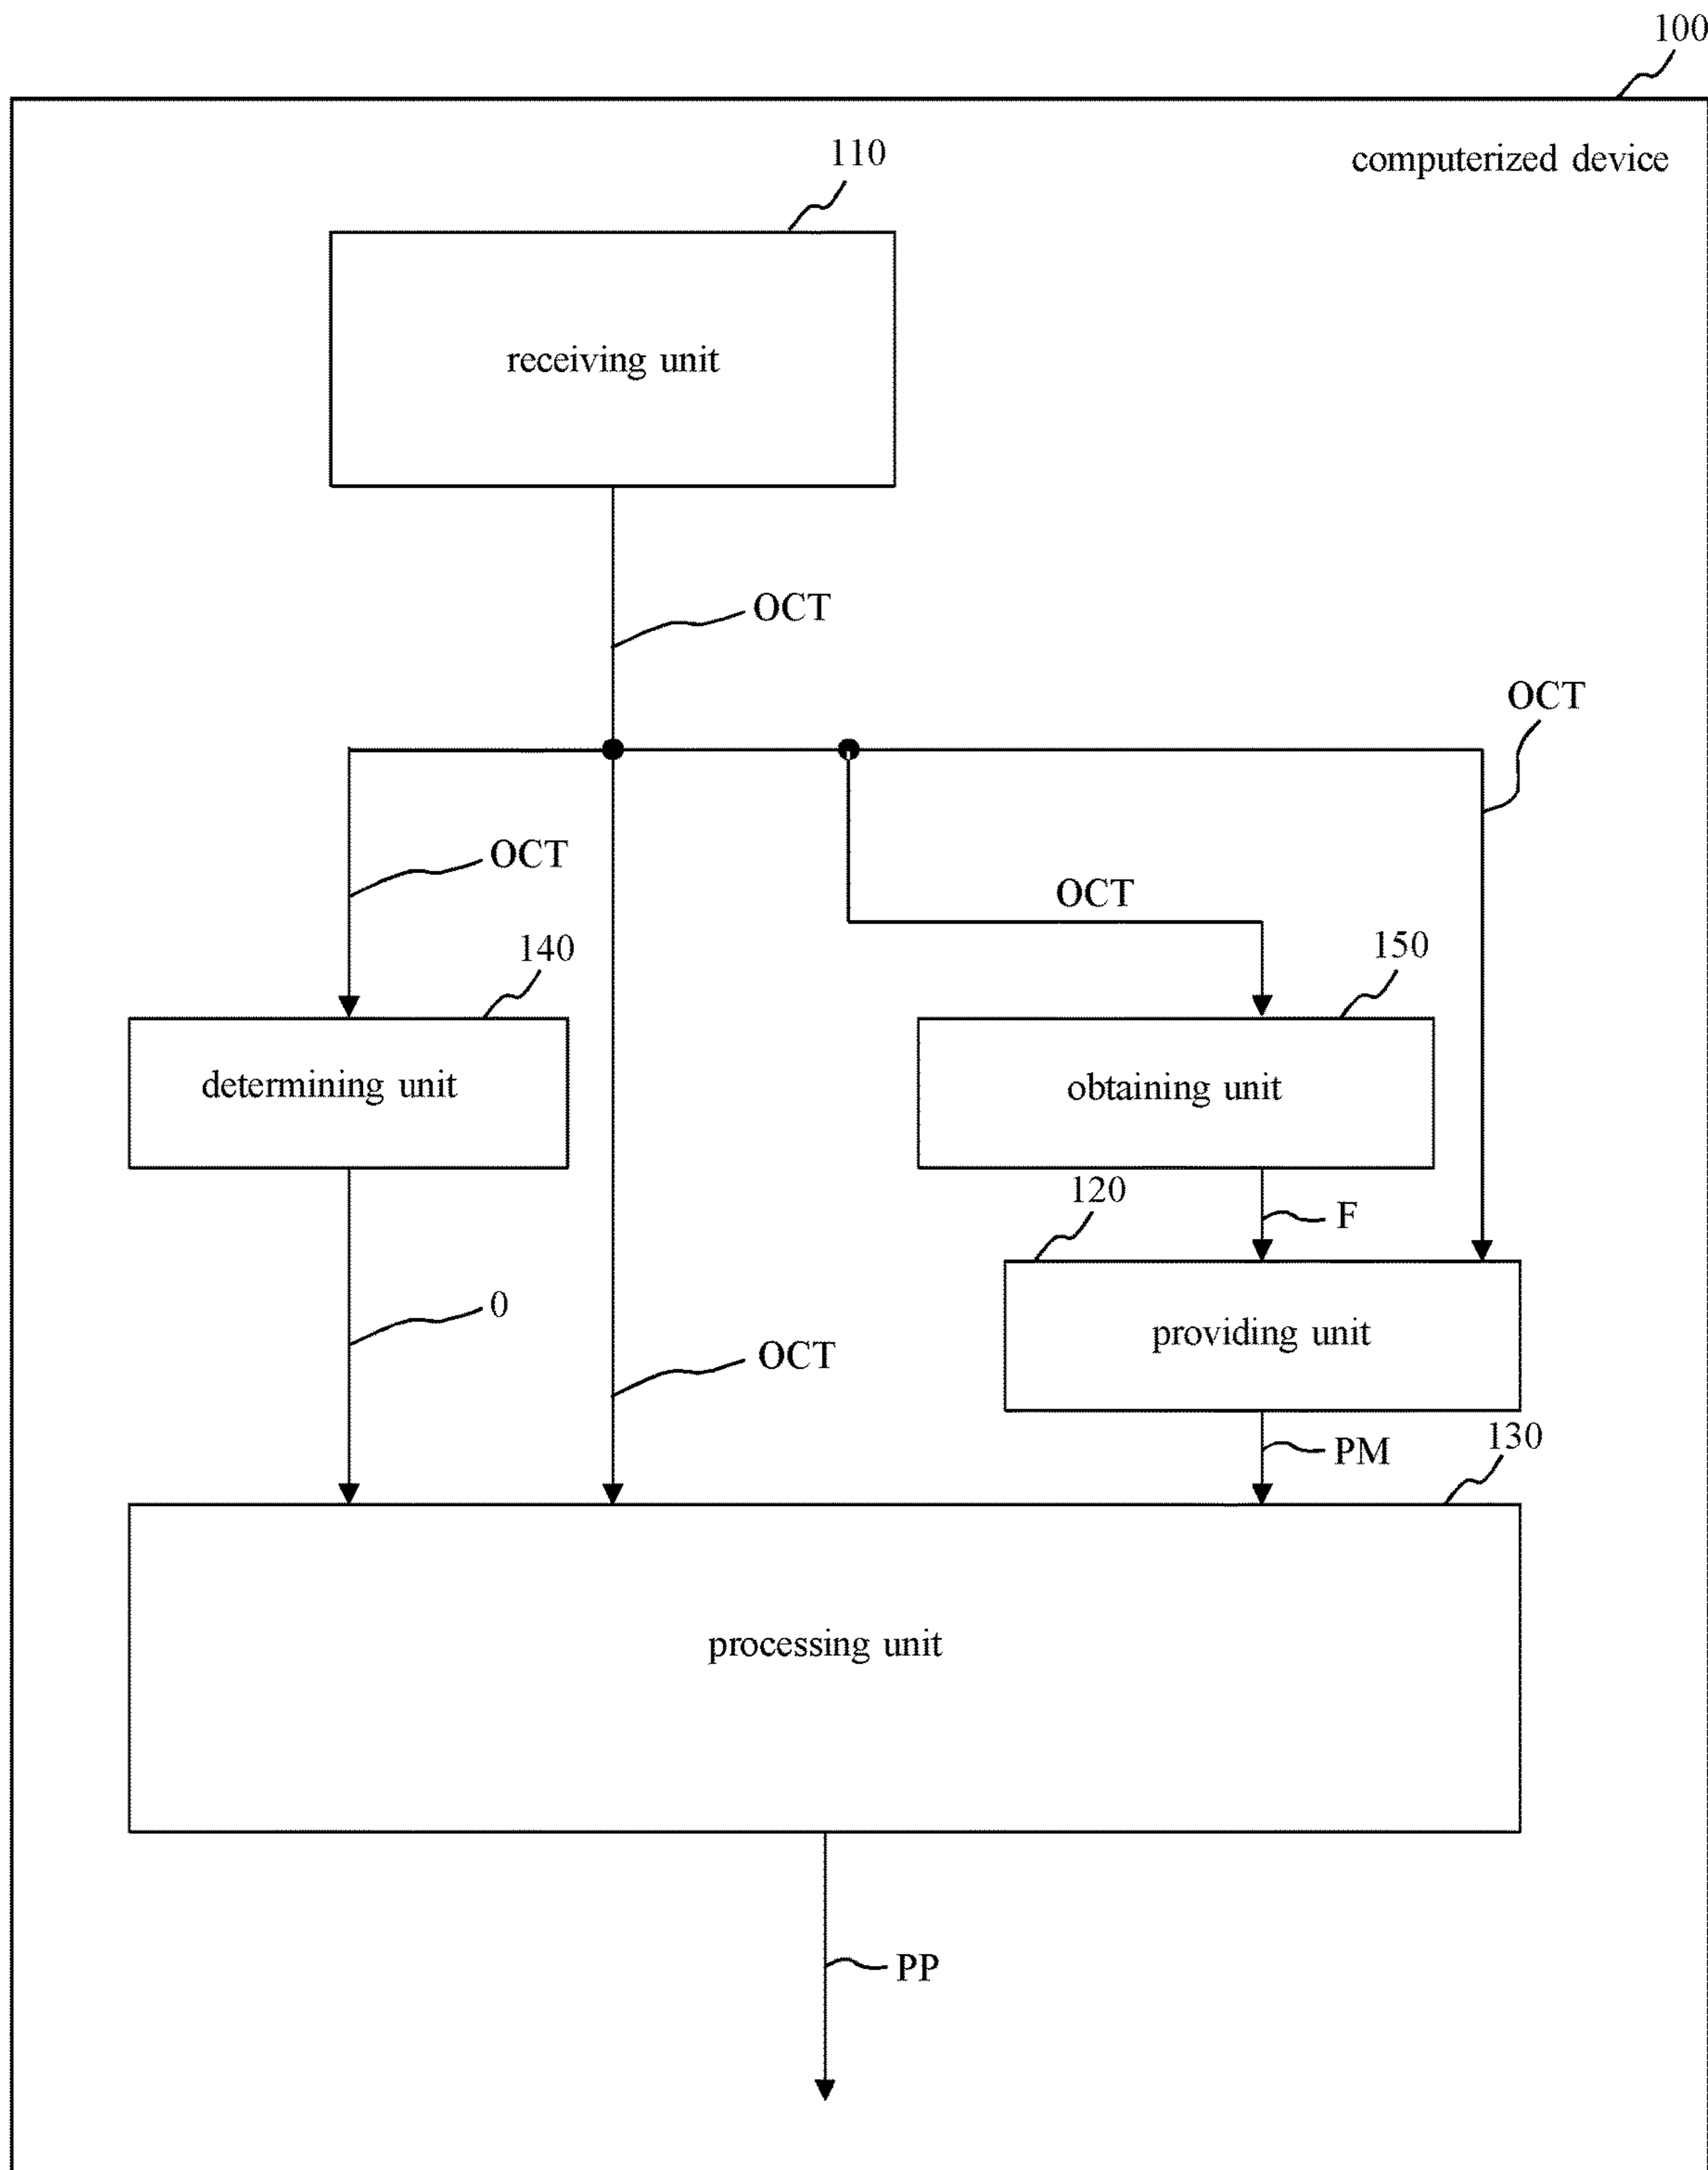 100
computerized device
110
receiving unit
OCT
OCT
OCT
OCT
140
150
determining unit
obtaining unit
120
F
0
providing unit
OCT
PM
130
processing unit
PP